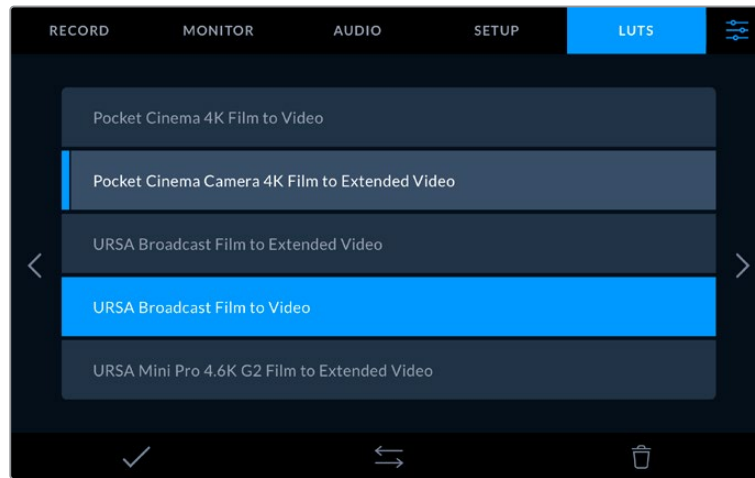 RECORD MONITOR AUDIO SETUP LUTS
Pocket Cinema 4K Film to Video
Pocket Cinema Camera 4K Film to Extended Video
URSA Broadcast Film to Extended Video
URSA Broadcast Film to Video
URSA Mini Pro 4.6K G2 Film to Extended Video